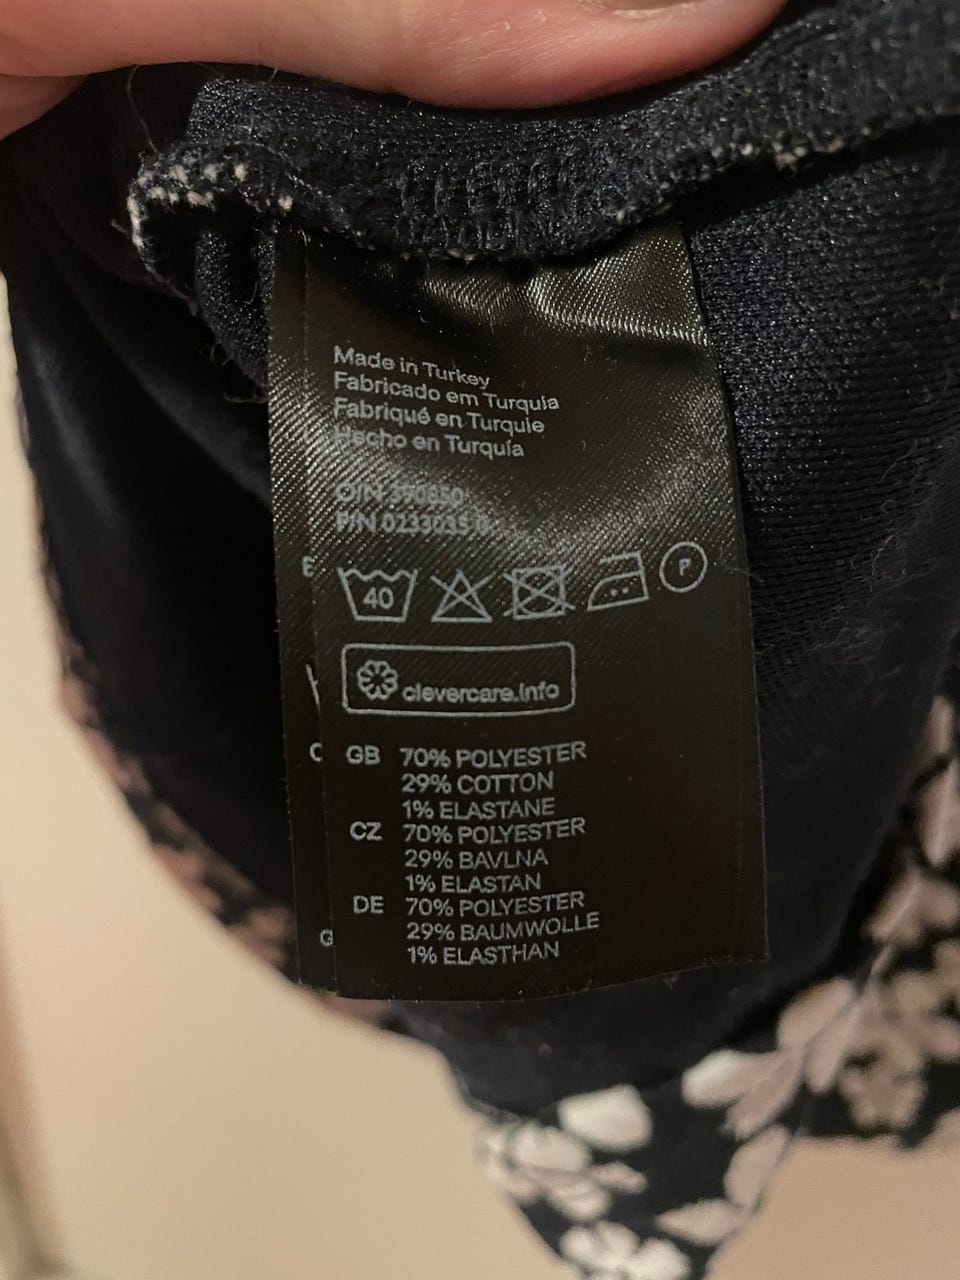 Made in Turkey
Fabricado em Turquia
Fabriqué en Turquie
Hecho en Turquía
O/N 390850
P/N 0233035
40
P
clevercare.info
GB 70% POLYESTER
29% COTTON
1% ELASTANE
CZ 70% POLYESTER
29% BAVLNA
1% ELASTAN
DE 70% POLYESTER
29% BAUMWOLLE
1% ELASTHAN
G